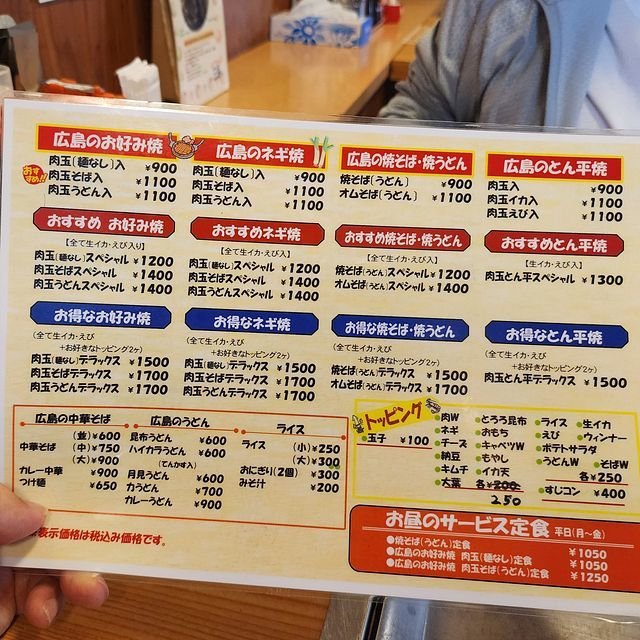 広島のお好み焼
おすすめ!!
肉玉(麺なし)入 ¥900
肉玉そば入 ¥1100
肉玉うどん入 ¥1100
おすすめ お好み焼
【全て生イカ・えび入り】
肉玉(麺なし)スペシャル ¥1200
肉玉そばスペシャル ¥1400
肉玉うどんスペシャル ¥1400
お得なお好み焼
(全て生イカ・えび
+お好きなトッピング2ヶ)
肉玉(麺なし)デラックス ¥1500
肉玉そばデラックス ¥1700
肉玉うどんデラックス ¥1700
広島のネギ焼
肉玉(麺なし)入 ¥900
肉玉そば入 ¥1100
肉玉うどん入 ¥1100
おすすめネギ焼
【全て生イカ・えび入】
肉玉(麺なし)スペシャル ¥1200
肉玉そばスペシャル ¥1400
肉玉うどんスペシャル ¥1400
お得なネギ焼
(全て生イカ・えび
+お好きなトッピング2ヶ)
肉玉(麺なし)デラックス ¥1500
肉玉そばデラックス ¥1700
肉玉うどんデラックス ¥1700
広島の焼そば・焼うどん
焼そば(うどん) ¥900
オムそば(うどん) ¥1100
おすすめ焼そば・焼うどん
【全て生イカ・えび入】
焼そば(うどん)スペシャル ¥1200
オムそば(うどん)スペシャル ¥1400
お得な焼そば・焼うどん
(全て生イカ・えび
+お好きなトッピング2ヶ)
焼そば(うどん)デラックス ¥1500
オムそば(うどん)デラックス ¥1700
広島のとん平焼
肉玉入 ¥900
肉玉イカ入 ¥1100
肉玉えび入 ¥1100
おすすめとん平焼
【生イカ・えび入】
肉玉とん平スペシャル ¥1300
お得なとん平焼
(全て生イカ・えび
+お好きなトッピング2ヶ)
肉玉とん平デラックス ¥1500
広島の中華そば
中華そば (並)¥600
(中)¥750
(大)¥900
カレー中華 ¥900
つけ麺 ¥650
広島のうどん
昆布うどん ¥600
ハイカラうどん ¥600
(てんかす入)
月見うどん ¥600
力うどん ¥700
カレーうどん ¥900
ライス
ライス (小)¥250
(大)¥300
おにぎり(2個) ¥300
みそ汁 ¥200
トッピング
玉子 ¥100
肉W
ネギ
チーズ
納豆
キムチ
大葉
とろろ昆布
おもち
キャベツW
もやし
イカ天
各¥200
250
ライス
えび
ポテトサラダ
うどんW
生イカ
ウィンナー
そばW
各¥250
すじコン ¥400
お昼のサービス定食 平日(月〜金)
●焼そば(うどん)定食 ¥1050
●広島のお好み焼 肉玉(麺なし)定食 ¥1050
●広島のお好み焼 肉玉そば(うどん)定食 ¥1250
表示価格は税込み価格です。